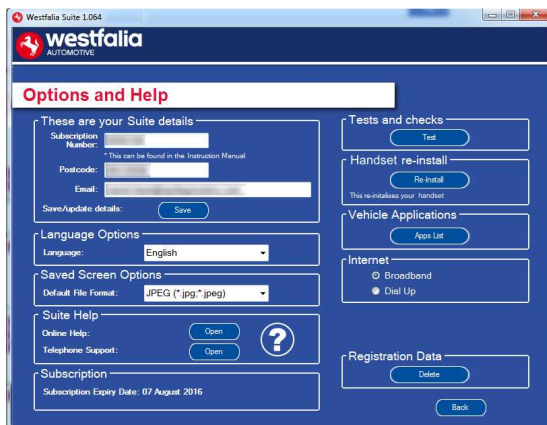 Westfalia Suite 1.064
westfalia
AUTOMOTIVE
Options and Help
These are your Suite details
Subscription
Number:
* This can be found in the Instruction Manual
Postcode:
Email:
Save/update details:
Save
Language Options
Language:
English
Saved Screen Options
Default File Format:
JPEG (*.jpg;*.jpeg)
Suite Help
Online Help:
Open
Telephone Support:
Open
?
Subscription
Subscription Expiry Date: 07 August 2016
Tests and checks
Test
Handset re-install
Re-Install
This re-initalises your handset
Vehicle Applications
Apps List
Internet
Broadband
Dial Up
Registration Data
Delete
Back